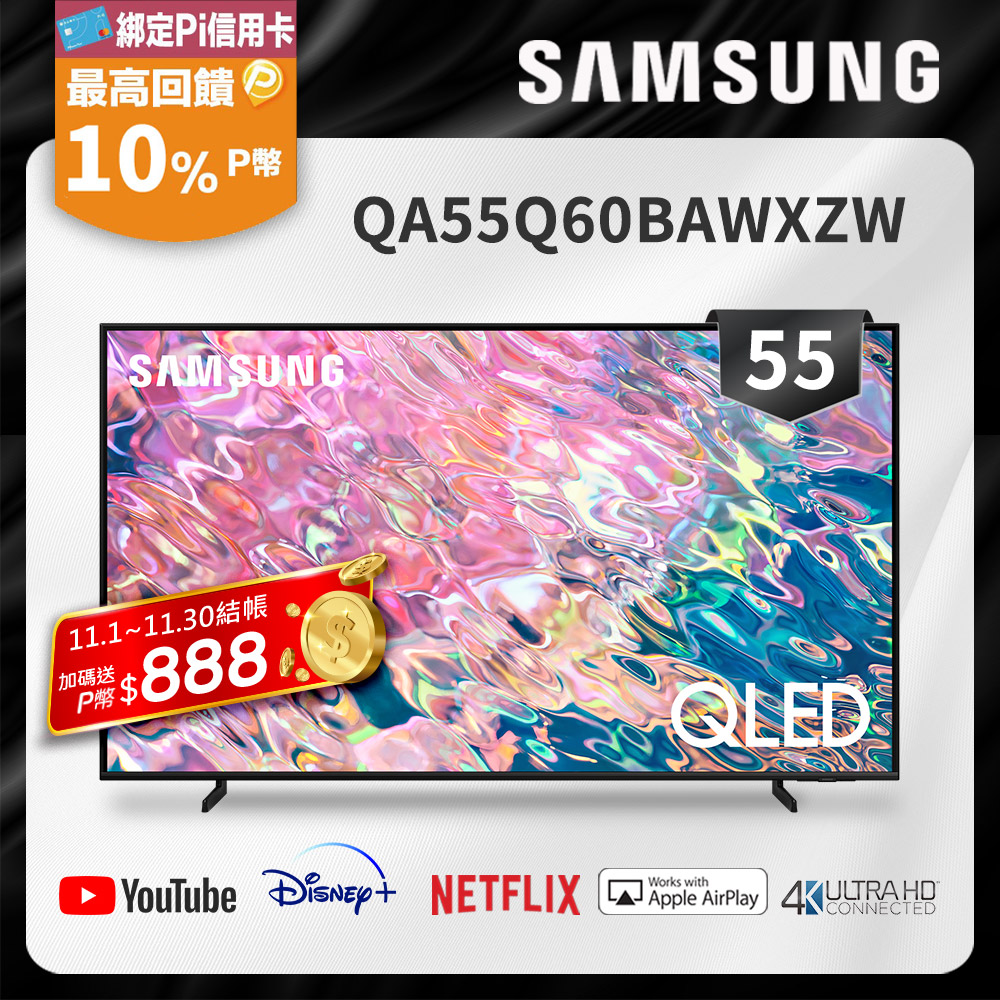 綁定Pi信用卡
最高回饋 P
10% P幣
SAMSUNG
QA55Q60BAWXZW
55
SAMSUNG
11.1~11.30結帳
加碼送
P幣 $888
$
QLED
YouTube
Disney+
NETFLIX
Works with
Apple AirPlay
4K ULTRA HD
CONNECTED